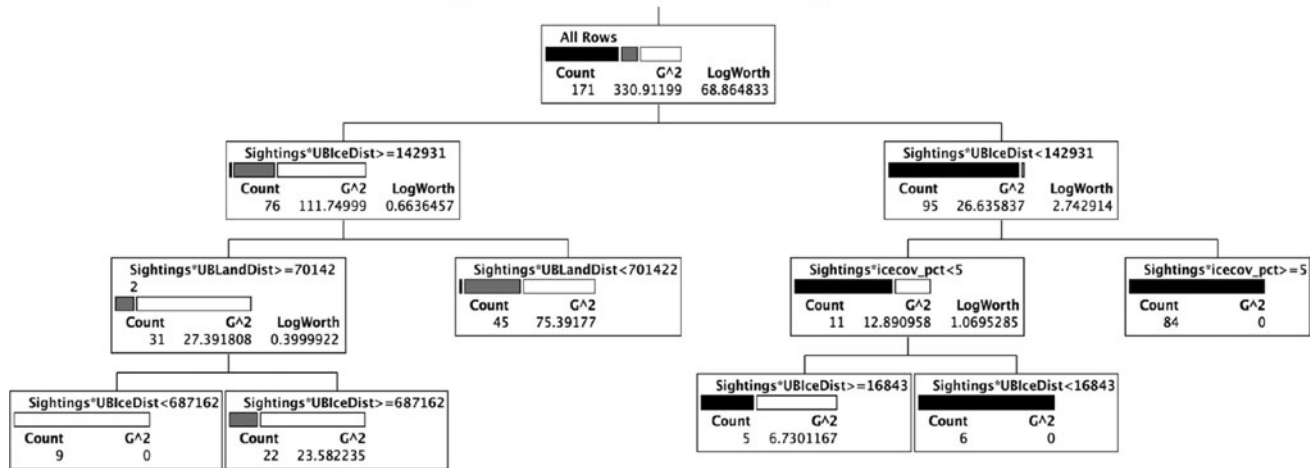 All Rows
Count G^2 LogWorth
171 330.91199 68.864833
Sightings*UBIceDist>=142931
Count G^2 LogWorth
76 111.74999 0.6636457
Sightings*UBIceDist<142931
Count G^2 LogWorth
95 26.635837 2.742914
Sightings*UBLandDist>=70142
2
Count G^2 LogWorth
31 27.391808 0.3999922
Sightings*UBLandDist<701422
Count G^2
45 75.39177
Sightings*icecov_pct<5
Count G^2 LogWorth
11 12.890958 1.0695285
Sightings*icecov_pct>=5
Count G^2
84 0
Sightings*UBIceDist<687162
Count G^2
9 0
Sightings*UBIceDist>=687162
Count G^2
22 23.582235
Sightings*UBIceDist>=16843
Count G^2
5 6.7301167
Sightings*UBIceDist<16843
Count G^2
6 0